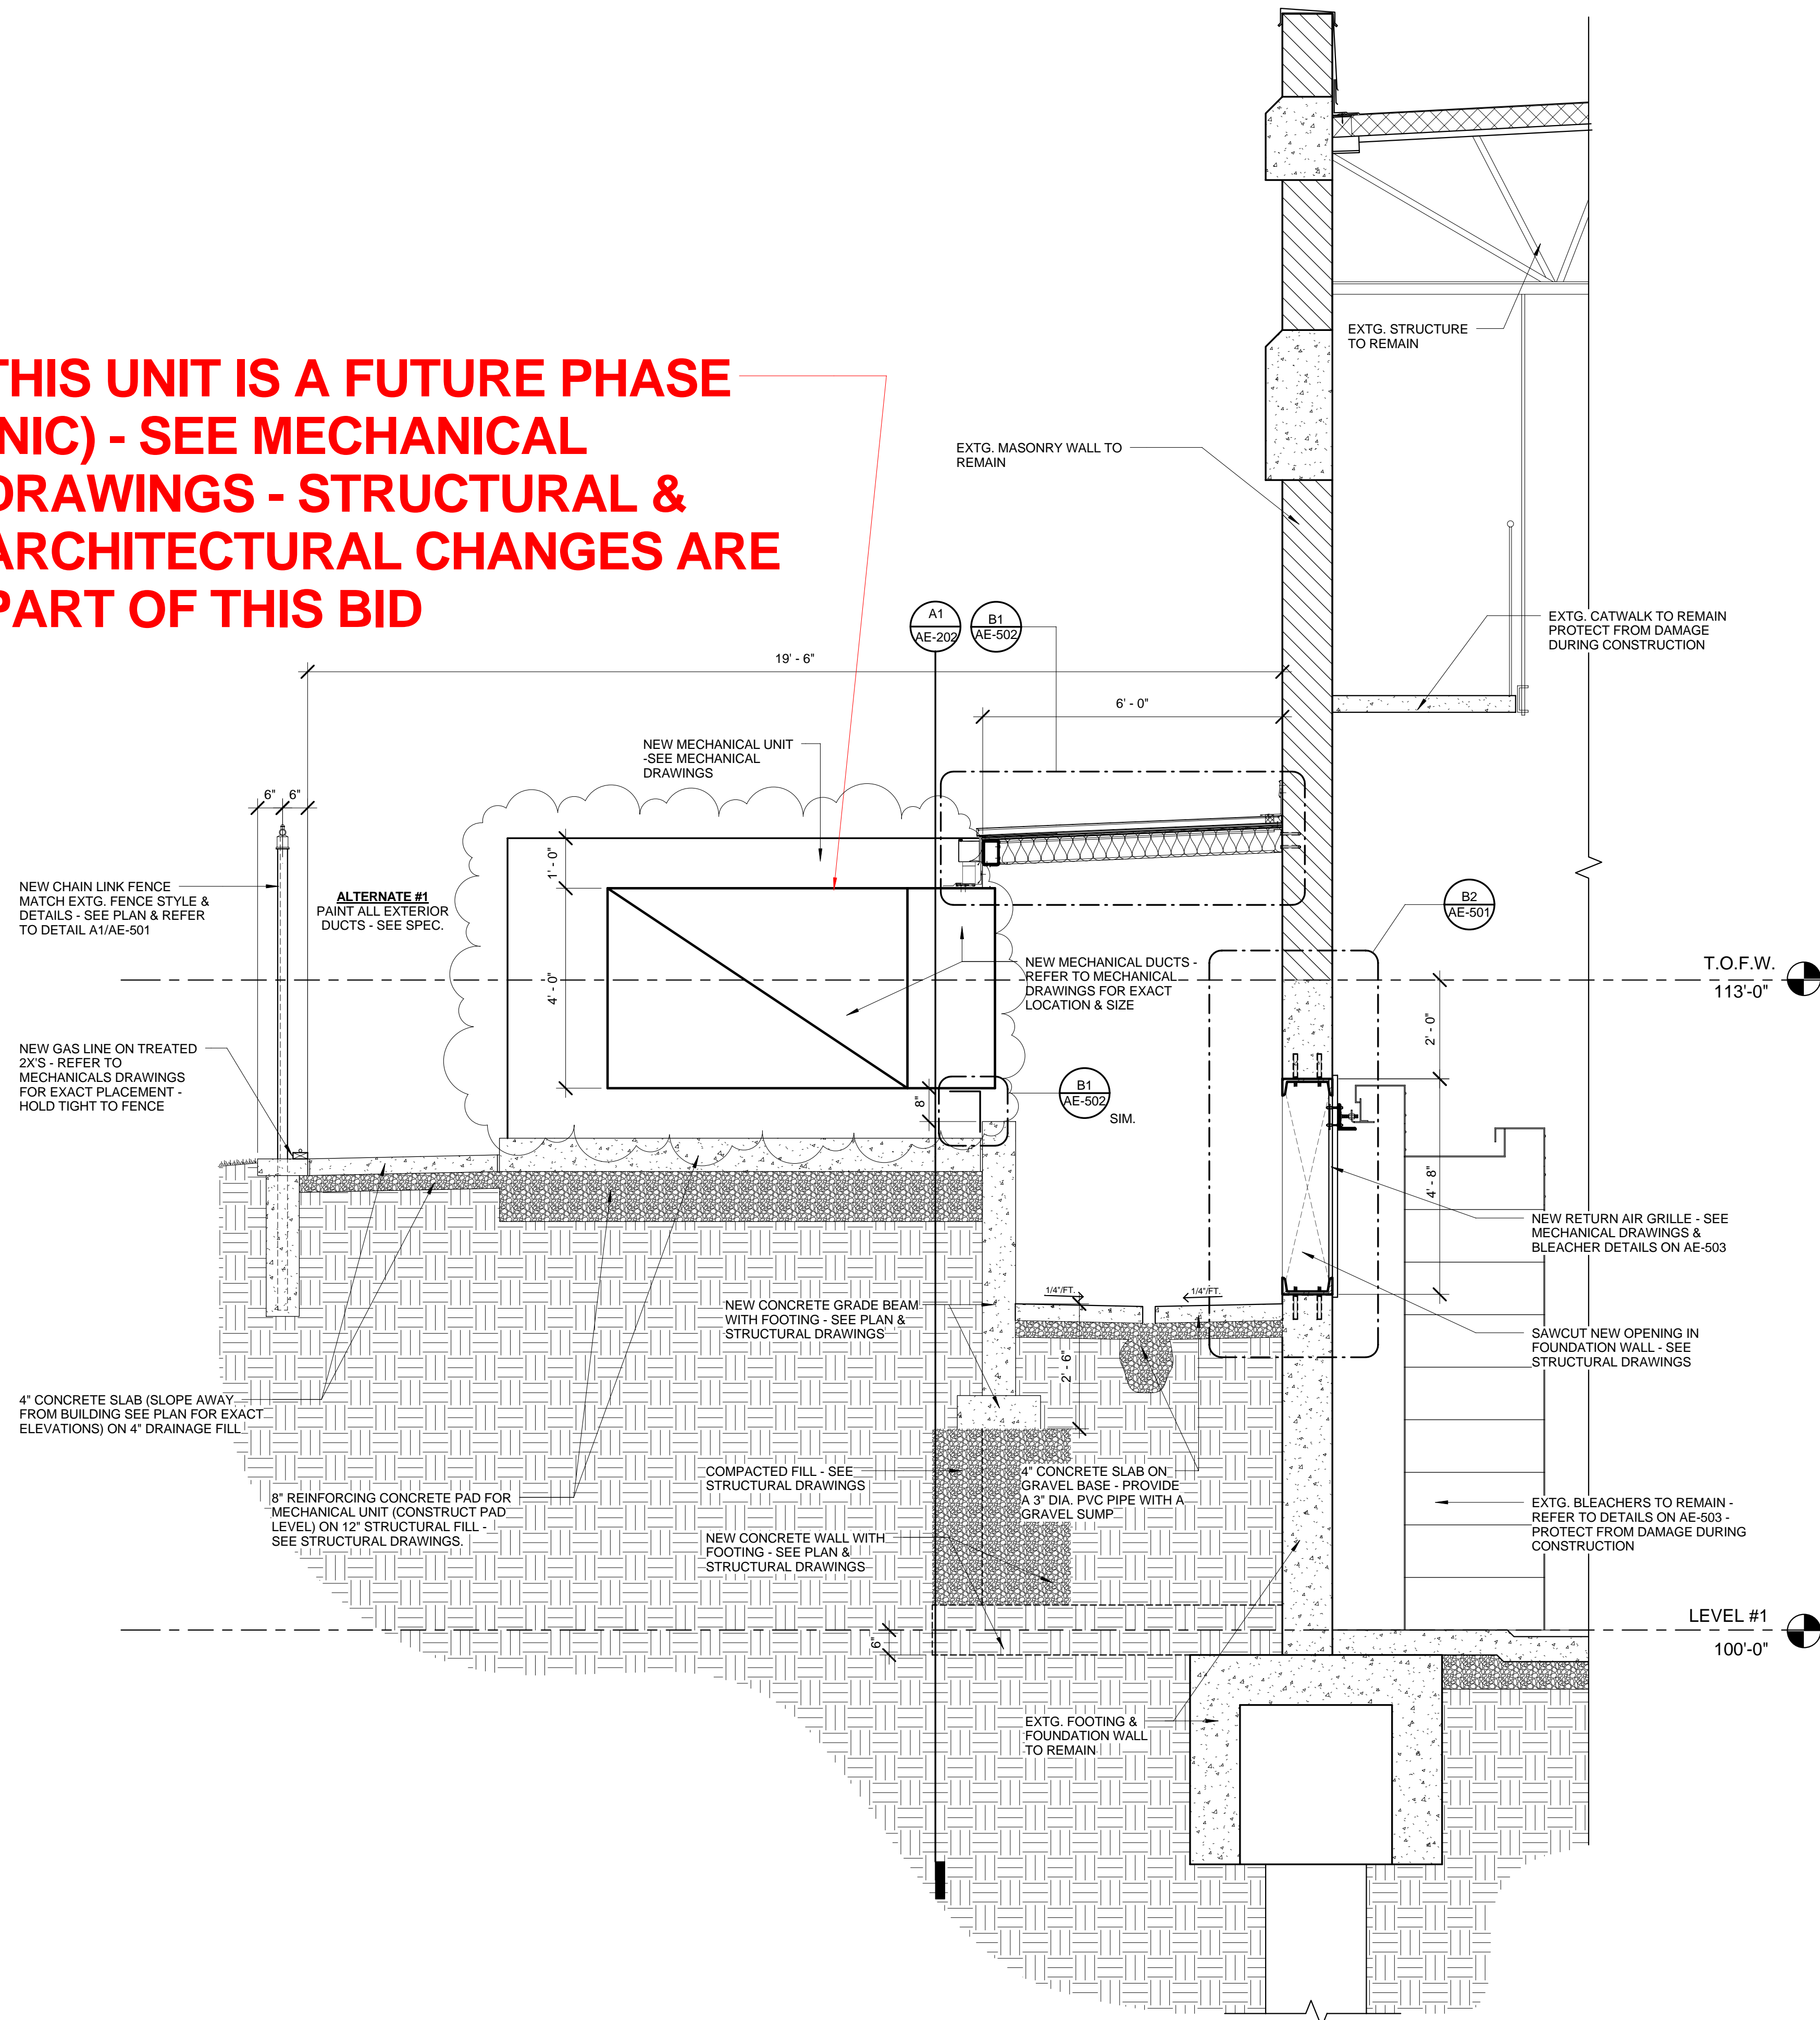 THIS UNIT IS A FUTURE PHASE
NIC) - SEE MECHANICAL
DRAWINGS - STRUCTURAL &
ARCHITECTURAL CHANGES ARE
PART OF THIS BID
EXTG. STRUCTURE
TO REMAIN
EXTG. MASONRY WALL TO
REMAIN
EXTG. CATWALK TO REMAIN
PROTECT FROM DAMAGE
DURING CONSTRUCTION
A1
AE-202
B1
AE-502
19' - 6"
6' - 0"
NEW MECHANICAL UNIT
-SEE MECHANICAL
DRAWINGS
6"
6"
1' - 0"
NEW CHAIN LINK FENCE
MATCH EXTG. FENCE STYLE &
DETAILS - SEE PLAN & REFER
TO DETAIL A1/AE-501
ALTERNATE #1
PAINT ALL EXTERIOR
DUCTS - SEE SPEC.
B2
AE-501
4' - 0"
NEW MECHANICAL DUCTS -
REFER TO MECHANICAL
DRAWINGS FOR EXACT
LOCATION & SIZE
T.O.F.W.
113'-0"
2' - 0"
NEW GAS LINE ON TREATED
2X'S - REFER TO
MECHANICALS DRAWINGS
FOR EXACT PLACEMENT -
HOLD TIGHT TO FENCE
8"
B1
AE-502
SIM.
4' - 8"
NEW RETURN AIR GRILLE - SEE
MECHANICAL DRAWINGS &
BLEACHER DETAILS ON AE-503
1/4"/FT.
1/4"/FT.
NEW CONCRETE GRADE BEAM
WITH FOOTING - SEE PLAN &
STRUCTURAL DRAWINGS
2' - 6"
SAWCUT NEW OPENING IN
FOUNDATION WALL - SEE
STRUCTURAL DRAWINGS
4" CONCRETE SLAB (SLOPE AWAY
FROM BUILDING SEE PLAN FOR EXACT
ELEVATIONS) ON 4" DRAINAGE FILL
COMPACTED FILL - SEE
STRUCTURAL DRAWINGS
4" CONCRETE SLAB ON
GRAVEL BASE - PROVIDE
A 3" DIA. PVC PIPE WITH A
GRAVEL SUMP
8" REINFORCING CONCRETE PAD FOR
MECHANICAL UNIT (CONSTRUCT PAD
LEVEL) ON 12" STRUCTURAL FILL -
SEE STRUCTURAL DRAWINGS.
NEW CONCRETE WALL WITH
FOOTING - SEE PLAN &
STRUCTURAL DRAWINGS
EXTG. BLEACHERS TO REMAIN -
REFER TO DETAILS ON AE-503 -
PROTECT FROM DAMAGE DURING
CONSTRUCTION
6"
LEVEL #1
100'-0"
EXTG. FOOTING &
FOUNDATION WALL
TO REMAIN